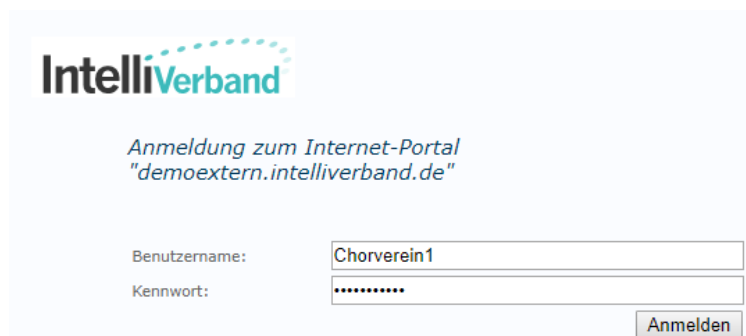 IntelliVerband
Anmeldung zum Internet-Portal
"demoextern.intelliverband.de"
Benutzername: Chorverein1
Kennwort: •••••••••••
Anmelden